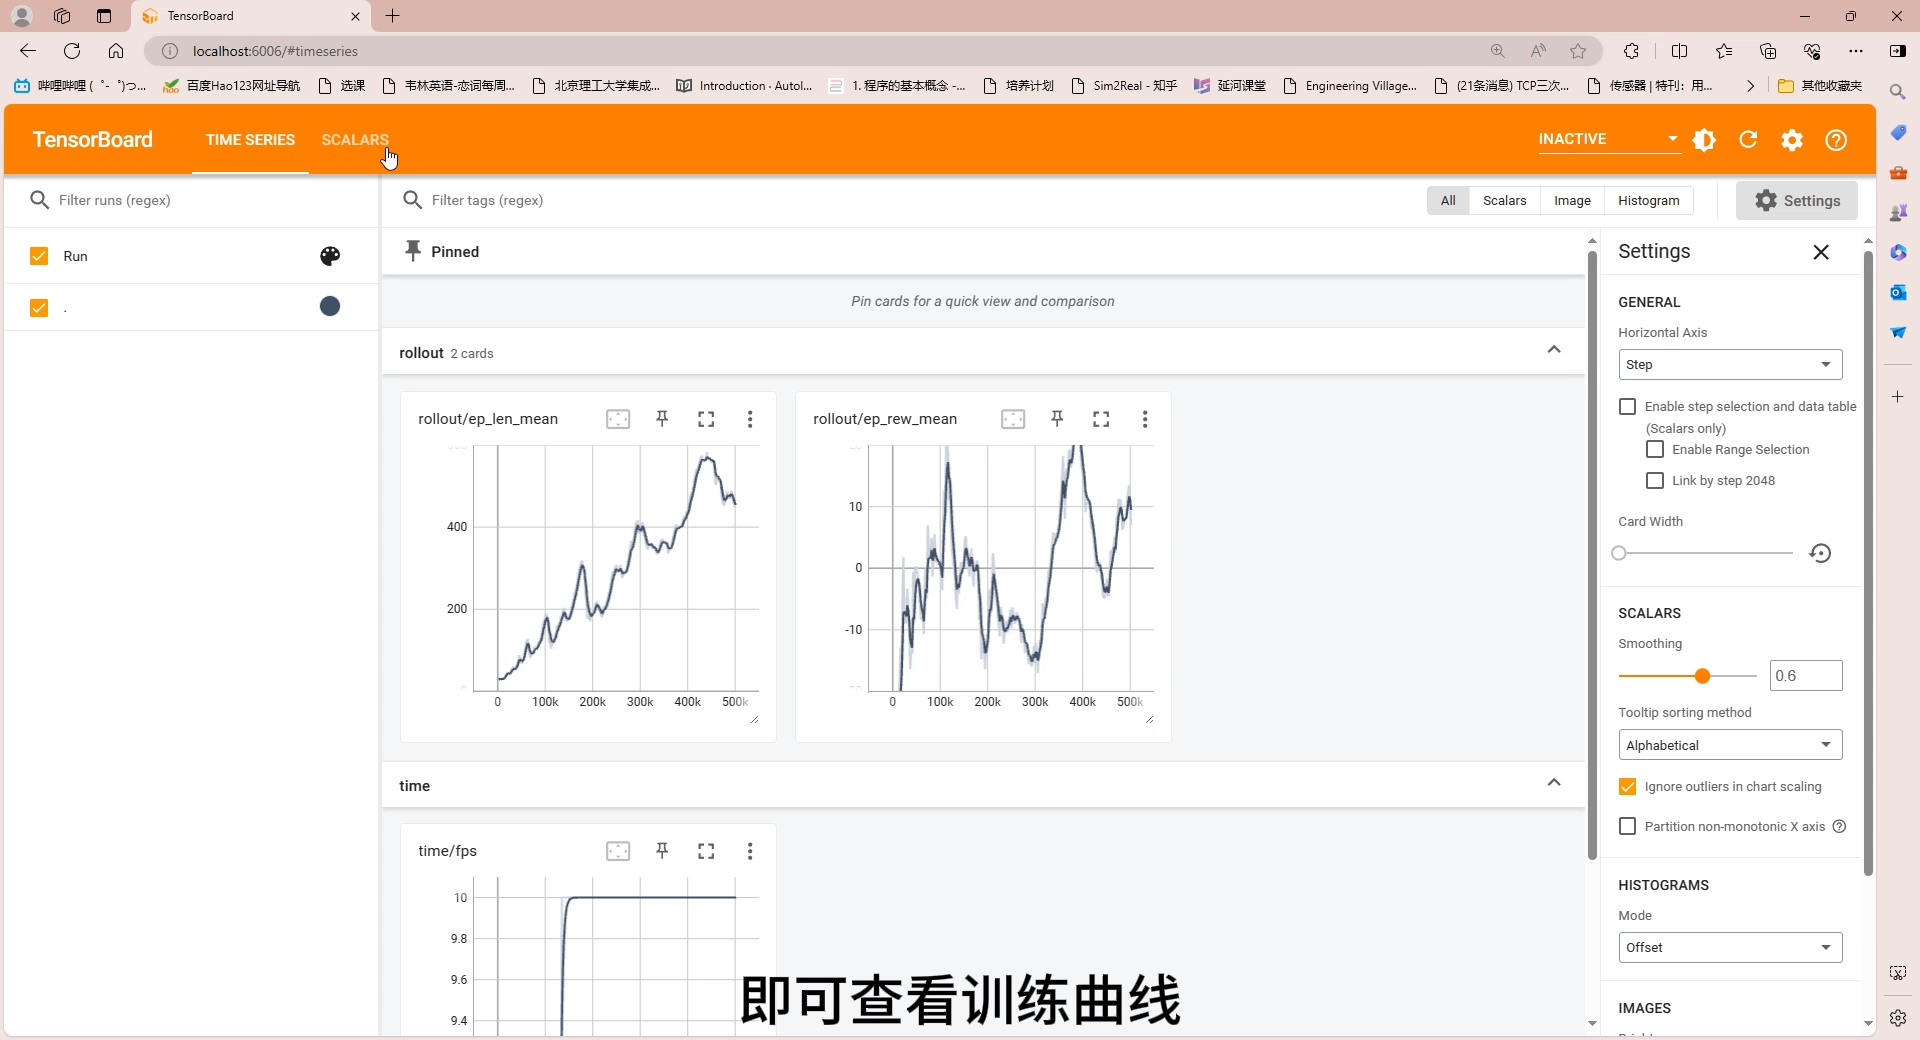 TensorBoard
localhost:6006/#timeseries
哔哩哔哩 ( ゜- ゜)つ... 百度Hao123网址导航 选课 韦林英语-恋词每周... 北京理工大学集成... Introduction · Autol... 1. 程序的基本概念 -... 培养计划 Sim2Real - 知乎 延河课堂 Engineering Village... (21条消息) TCP三次... 传感器 | 特刊：用... 其他收藏夹
TensorBoard TIME SERIES SCALARS INACTIVE
Filter runs (regex) Filter tags (regex) All Scalars Image Histogram Settings
Run
.
Pinned
Pin cards for a quick view and comparison
rollout 2 cards
rollout/ep_len_mean
400
200
0 100k 200k 300k 400k 500k
rollout/ep_rew_mean
10
0
-10
0 100k 200k 300k 400k 500k
time
time/fps
10
9.8
9.6
9.4
Settings
GENERAL
Horizontal Axis
Step
Enable step selection and data table
(Scalars only)
Enable Range Selection
Link by step 2048
Card Width
SCALARS
Smoothing
0.6
Tooltip sorting method
Alphabetical
Ignore outliers in chart scaling
Partition non-monotonic X axis
HISTOGRAMS
Mode
Offset
IMAGES
即可查看训练曲线